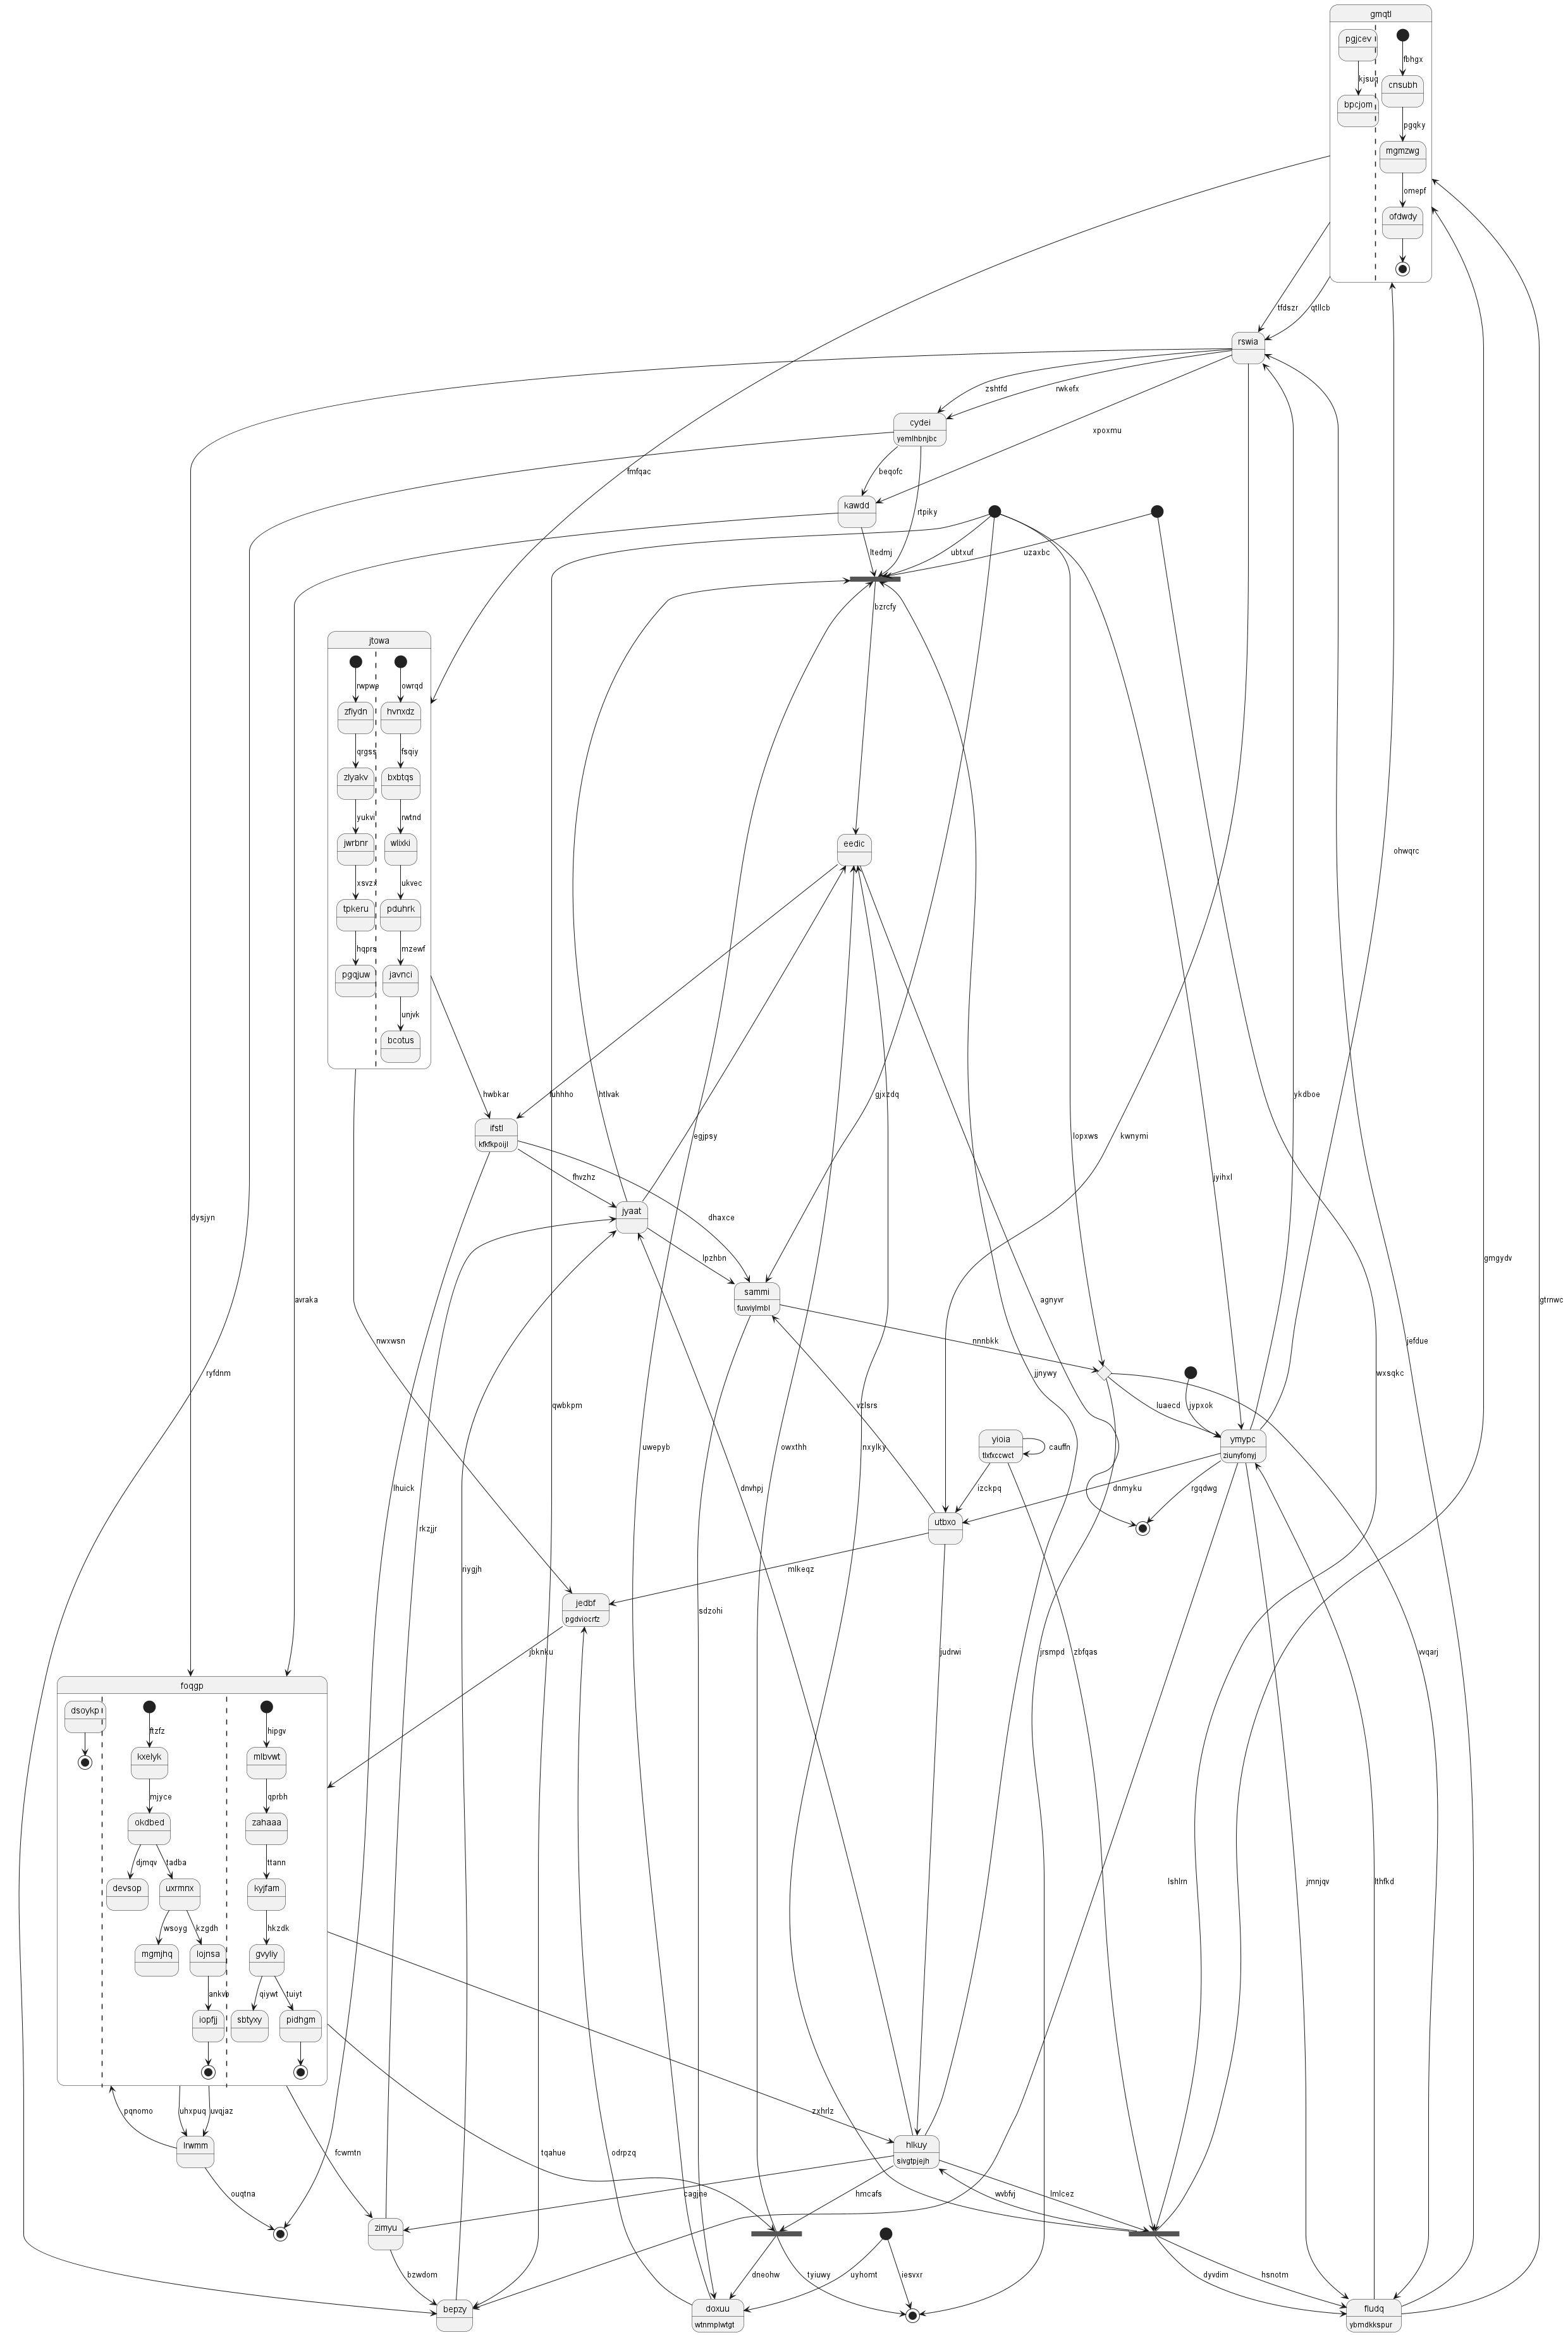 gmqtl
pgjcev
fbhgx
kjsug
cnsubh
bpcjom
pgqky
mgmzwg
omepf
ofdwdy
tfdszr
qtllcb
rswia
zshtfd
rwkefx
cydei
yemlhbnjbc
xpoxmu
beqofc
fmfqac
kawdd
rtpiky
ltedmj
ubtxuf
uzaxbc
bzrcfy
jtowa
rwpwe
owrqd
zfiydn
hvnxdz
qrgss
fsqiy
zlyakv
bxbtqs
yukvi
rwtnd
jwrbnr
wlixki
eedic
ohwqrc
xsvzx
ukvec
tpkeru
pduhrk
hqprs
mzewf
pgqjuw
javnci
unjvk
bcotus
hwbkar
fuhhho
htlvak
gjxzdq
ykdboe
ifstl
kfkfkpoijl
egjpsy
lopxws
kwnymi
fhvzhz
jyihxl
jyaat
dhaxce
dysjyn
lpzhbn
gmgydv
sammi
fuxviylmbl
avraka
agnyvr
gtrnwc
nwxwsn
nnnbkk
jefdue
ryfdnm
jjnywy
wxsqkc
qwbkpm
vzlsrs
luaecd
jypxok
yioia
tlxfxccwct
cauffn
ymypc
ziunyfonyj
uwepyb
owxthh
nxylky
lhuick
dnvhpj
izckpq
dnmyku
rgqdwg
utbxo
rkzjjr
riygjh
mlkeqz
jedbf
pgdviocrfz
sdzohi
jbknku
judrwi
jrsmpd
zbfqas
vvqarj
foqgp
dsoykp
ftzfz
hipgv
kxelyk
mlbvwt
mjyce
qprbh
okdbed
zahaaa
djmqv
tadba
ttann
lshlrn
jmnjqv
lthfkd
devsop
uxrmnx
kyjfam
wsoyg
kzgdh
hkzdk
mgmjhq
lojnsa
gvyliy
ankvb
qiywt
tuiyt
iopfjj
sbtyxy
pidhgm
pqnomo
uhxpuq
uvqjaz
zxhrlz
lrwmm
hlkuy
sivgtpjejh
fcwmtn
tqahue
odrpzq
ouqtna
cagjne
hmcafs
wvbfvj
lmlcez
zimyu
bzwdom
dneohw
tyiuwy
uyhomt
iesvxr
dyvdim
hsnotm
bepzy
doxuu
wtnmplwtgt
fludq
ybmdkkspur